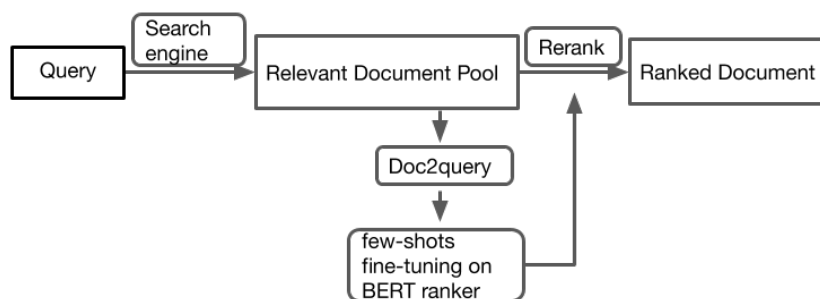 Search
engine
Query
Relevant Document Pool
Rerank
Ranked Document
Doc2query
few-shots
fine-tuning on
BERT ranker